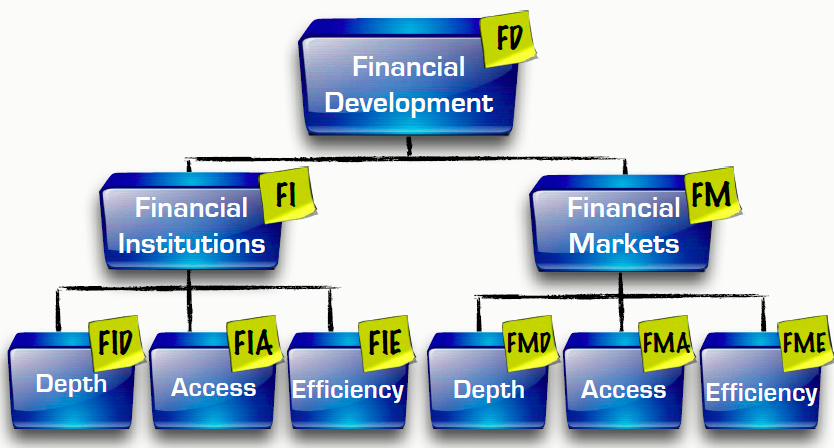 FD
Financial
Development
FI
Financial
Institutions
FM
Financial
Markets
FID
Depth
FIA
Access
FIE
Efficiency
FMD
Depth
FMA
Access
FME
Efficiency